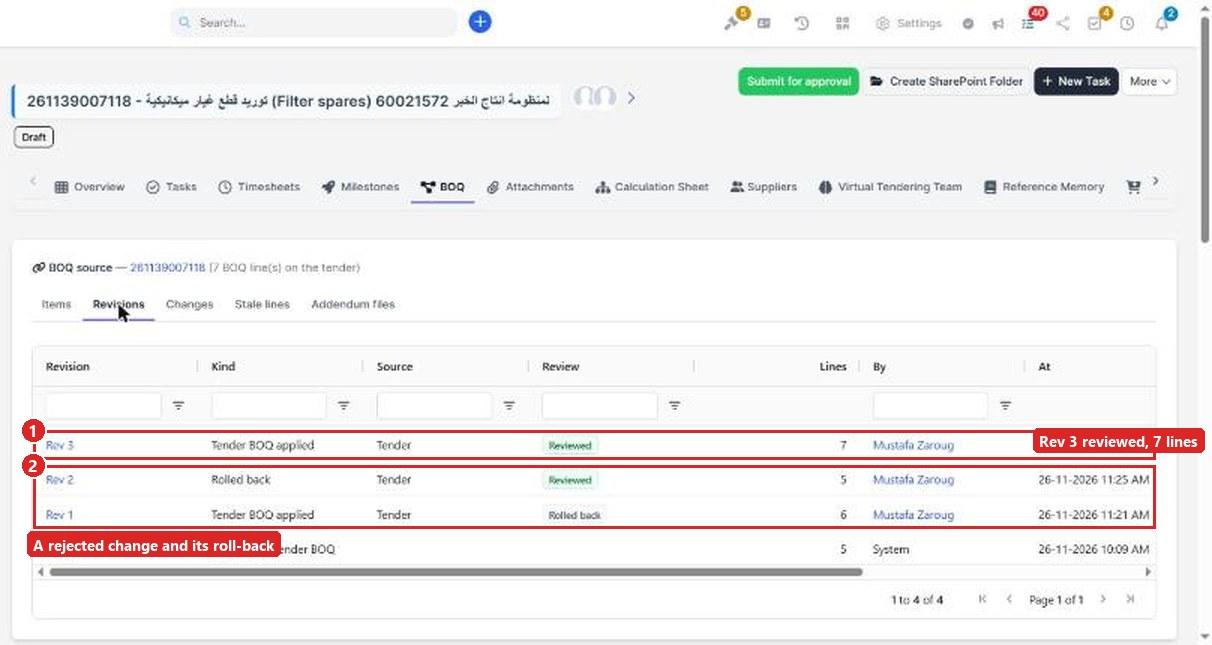 Search...
5
Settings
40
4
2
261139007118 - توريد قطع غيار ميكانيكية (Filter spares) 60021572 لمنظومة انتاج الخبر
Submit for approval
Create SharePoint Folder
+ New Task
More
Draft
Overview
Tasks
Timesheets
Milestones
BOQ
Attachments
Calculation Sheet
Suppliers
Virtual Tendering Team
Reference Memory
BOQ source — 261139007118 (7 BOQ line(s) on the tender)
Items
Revisions
Changes
Stale lines
Addendum files
Revision Kind Source Review Lines By At
1
Rev 3 Tender BOQ applied Tender Reviewed 7 Mustafa Zaroug
Rev 3 reviewed, 7 lines
2
Rev 2 Rolled back Tender Reviewed 5 Mustafa Zaroug 26-11-2026 11:25 AM
Rev 1 Tender BOQ applied Tender Rolled back 6 Mustafa Zaroug 26-11-2026 11:21 AM
A rejected change and its roll-back
ender BOQ 5 System 26-11-2026 10:09 AM
1 to 4 of 4
Page 1 of 1